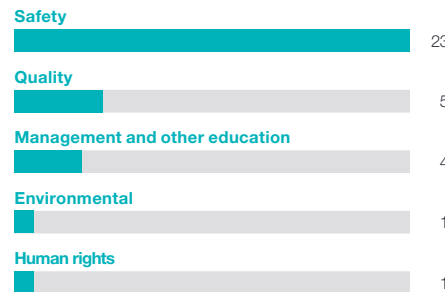 Safety
23
Quality
5
Management and other education
4
Environmental
1
Human rights
1